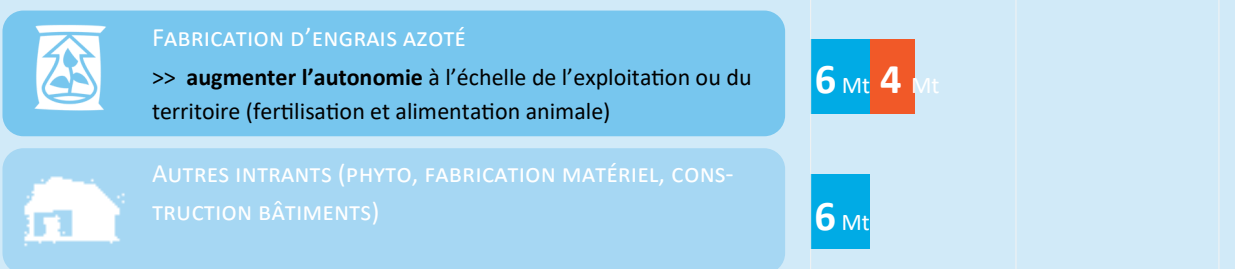 FABRICATION D'ENGRAIS AZOTÉ
>> augmenter l'autonomie à l'échelle de l'exploitation ou du
territoire (fertilisation et alimentation animale)
6 Mt 4 Mt
AUTRES INTRANTS (PHYTO, FABRICATION MATÉRIEL, CONS-
TRUCTION BÂTIMENTS)
6 Mt